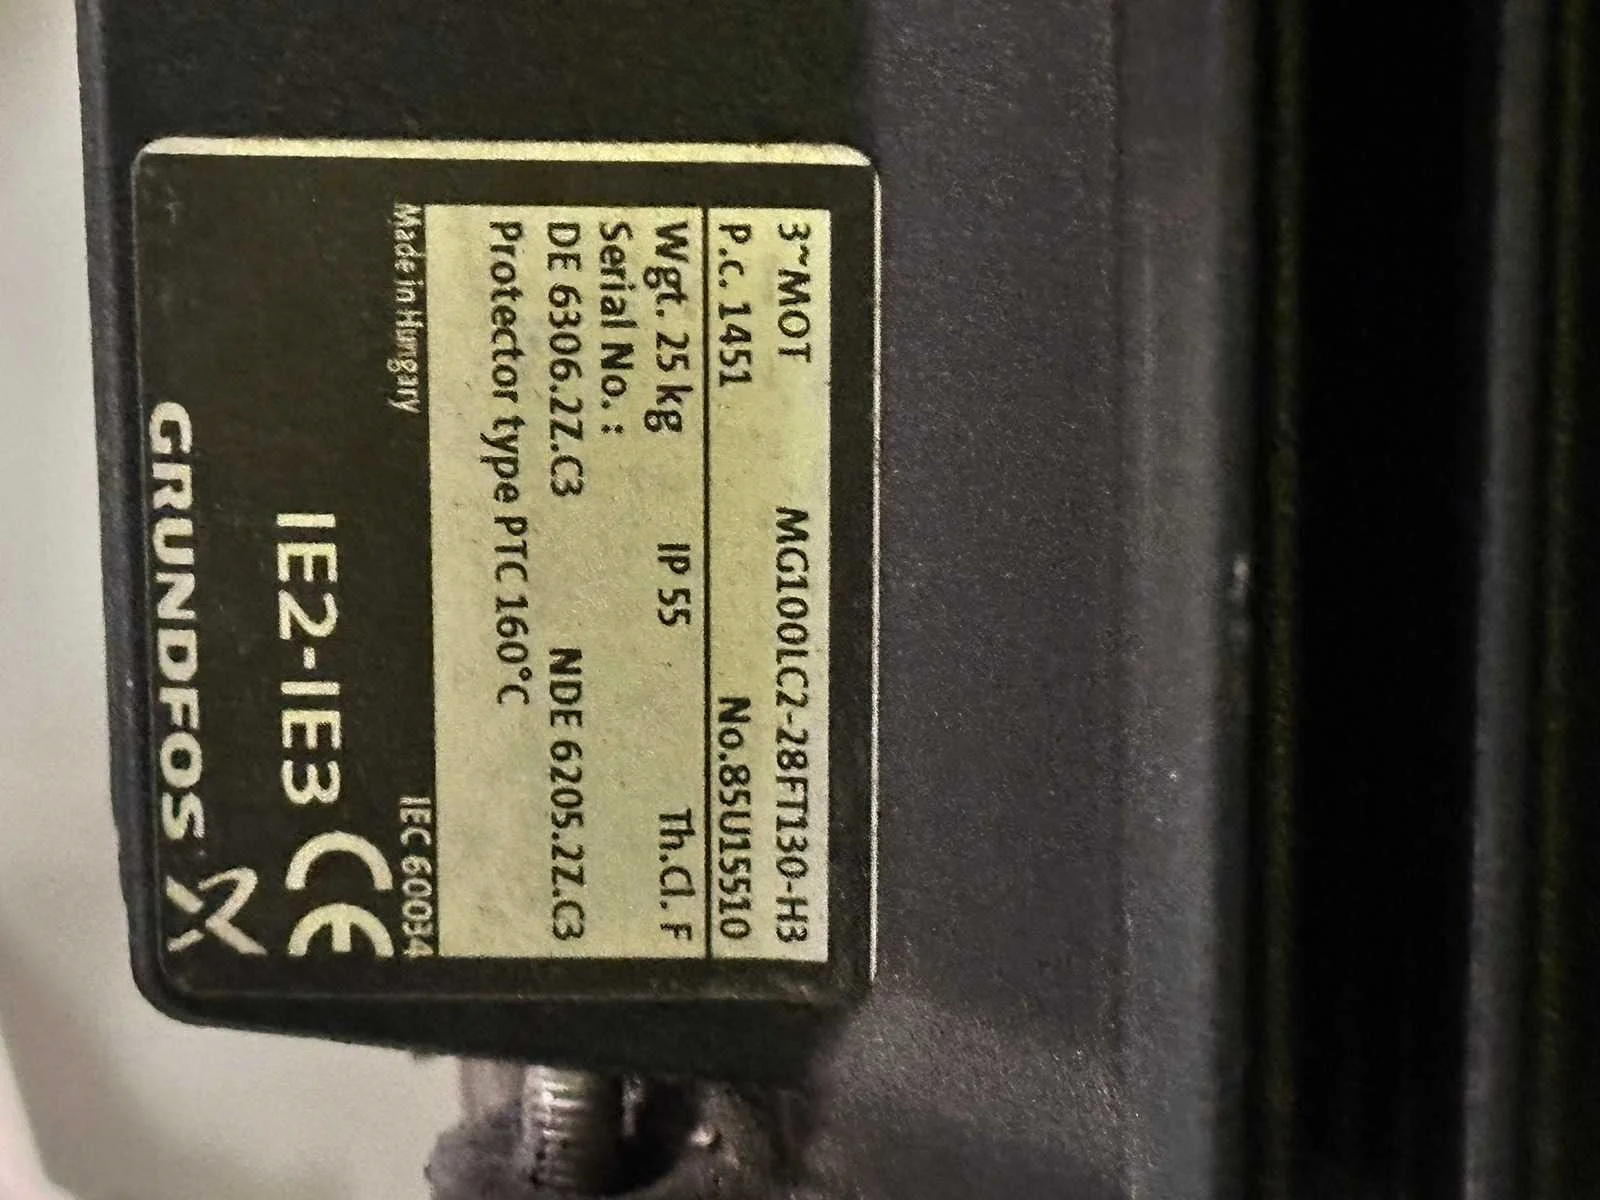 3~MOT MG100LC2-28FT130-H3
P.C. 1451 No.85U15510
Wgt. 25 kg IP 55 Th.Cl. F
Serial No. :
DE 6306.2Z.C3 NDE 6205.2Z.C3
Protector type PTC 160°C
Made in Hungary IEC 60034
IE2-IE3 CE
GRUNDFOS